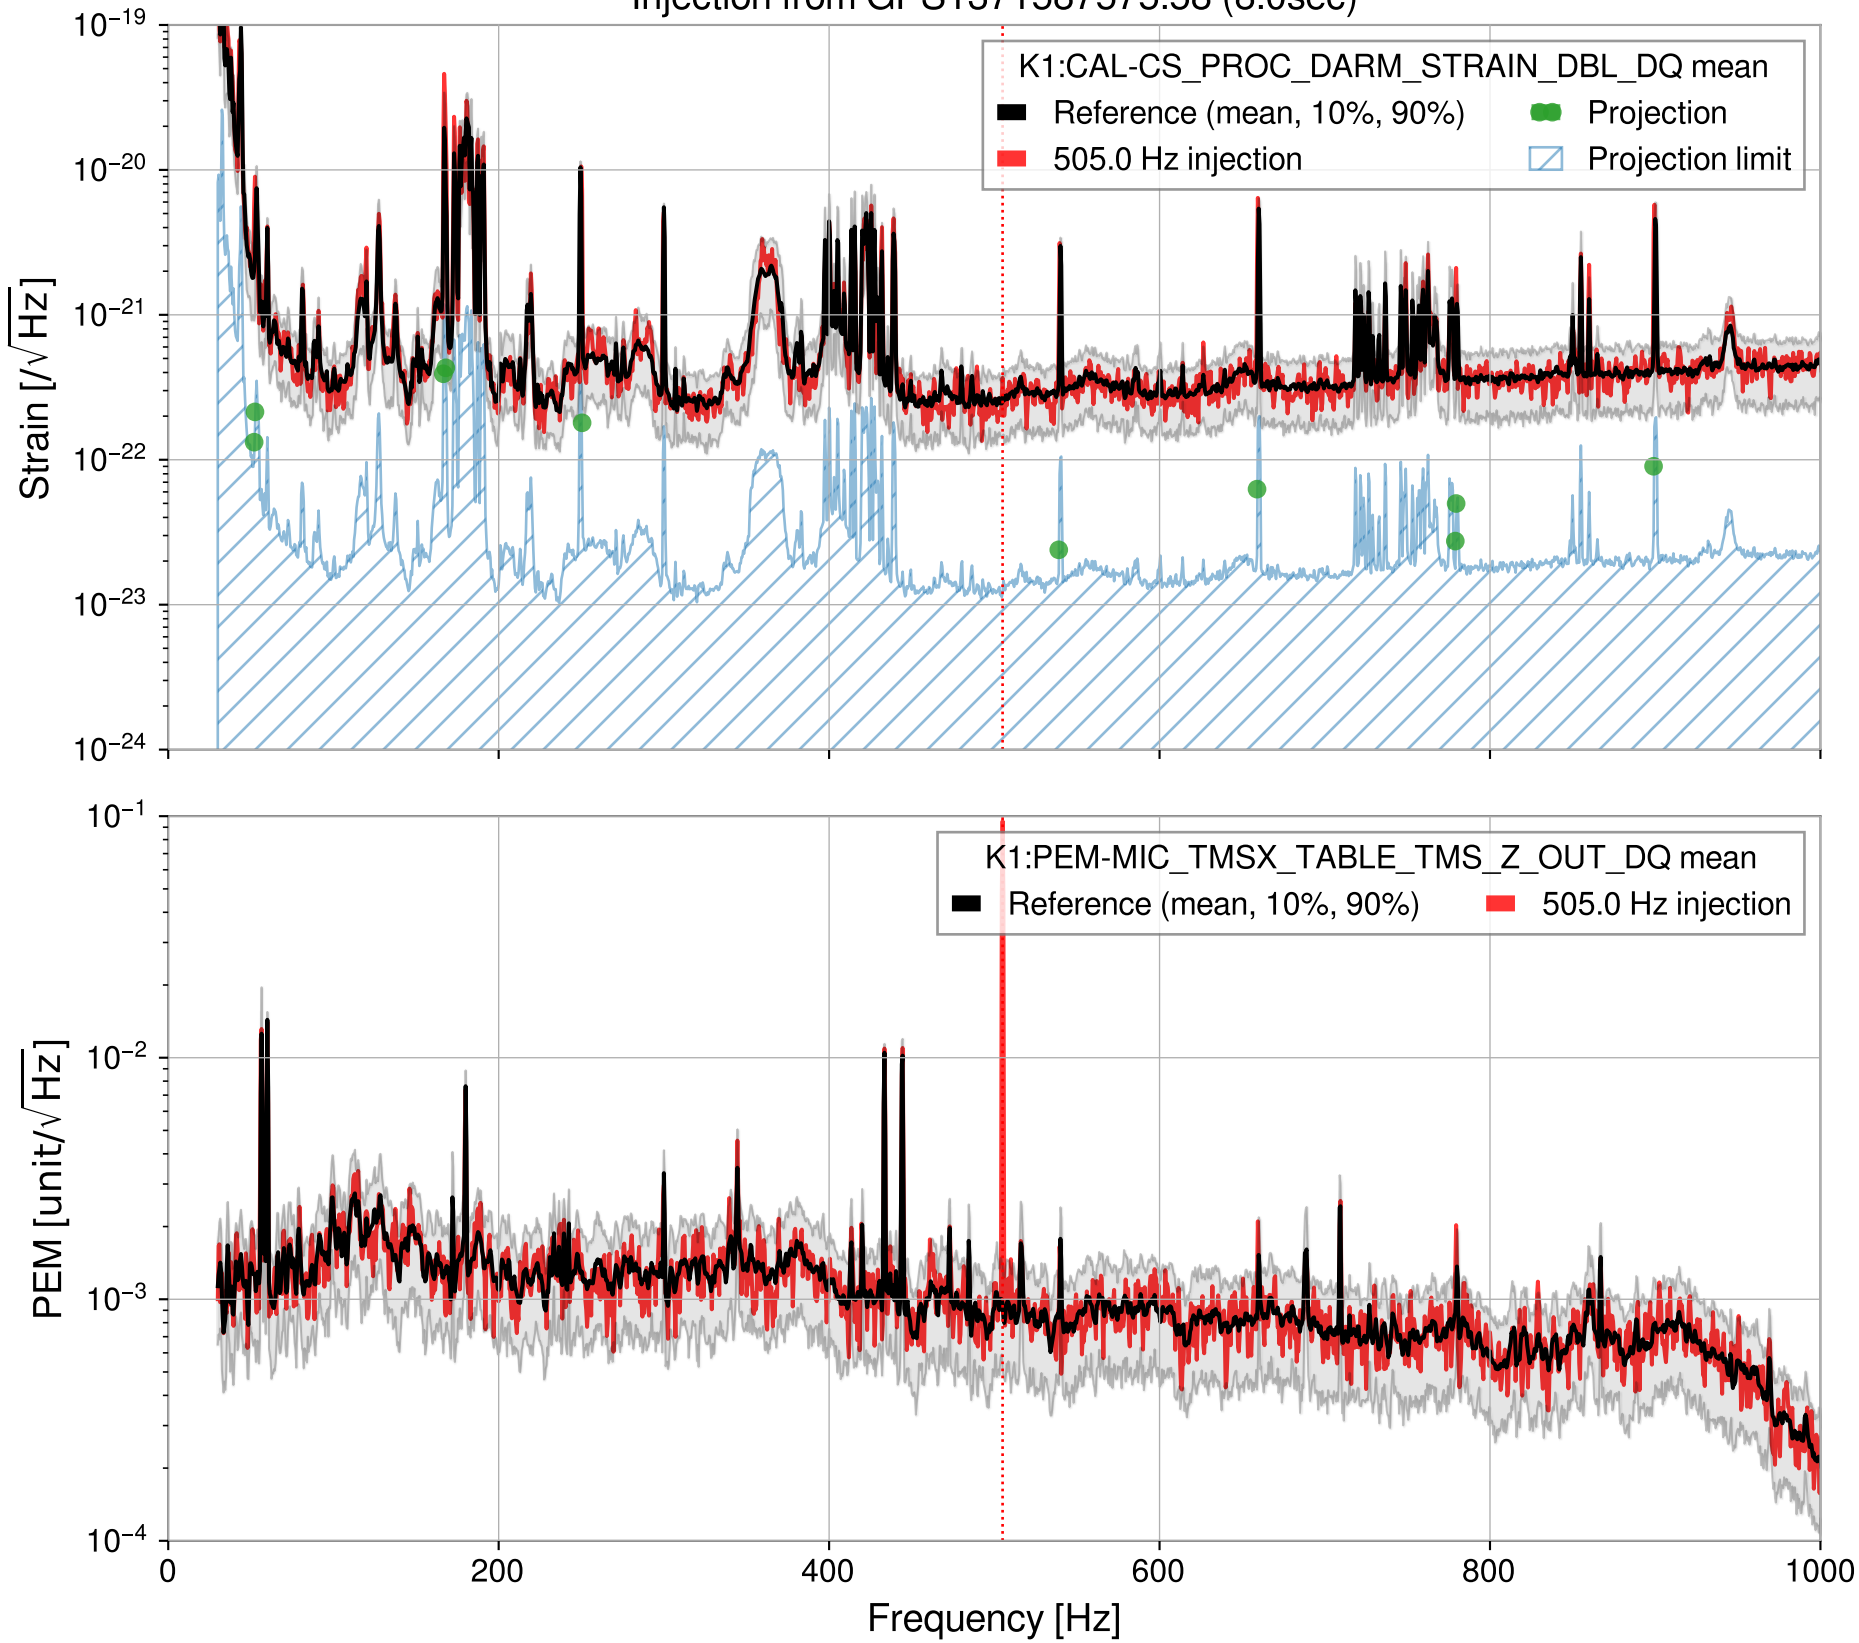 10⁻¹⁹
K1:CAL-CS_PROC_DARM_STRAIN_DBL_DQ mean
Reference (mean, 10%, 90%)
Projection
505.0 Hz injection
Projection limit
10⁻²⁰
10⁻²¹
10⁻²²
10⁻²³
10⁻²⁴
Strain [/√Hz]
10⁻¹
K1:PEM-MIC_TMSX_TABLE_TMS_Z_OUT_DQ mean
Reference (mean, 10%, 90%)
505.0 Hz injection
10⁻²
10⁻³
10⁻⁴
PEM [unit/√Hz]
0 200 400 600 800 1000
Frequency [Hz]